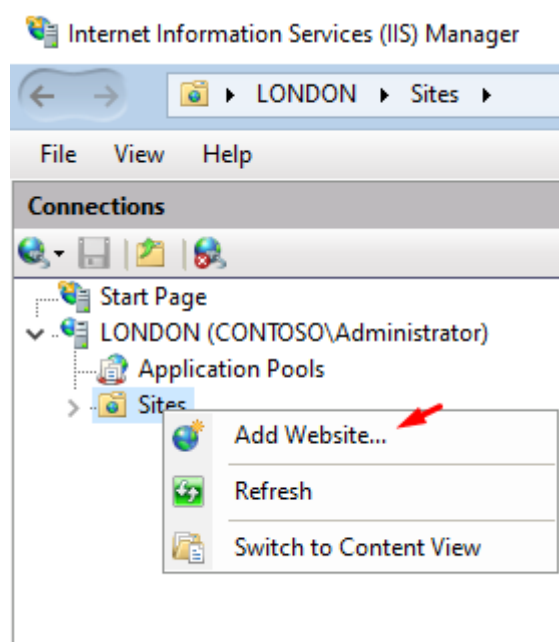 Internet Information Services (IIS) Manager
LONDON Sites
File View Help
Connections
Start Page
LONDON (CONTOSO\Administrator)
Application Pools
Sites
Add Website...
Refresh
Switch to Content View